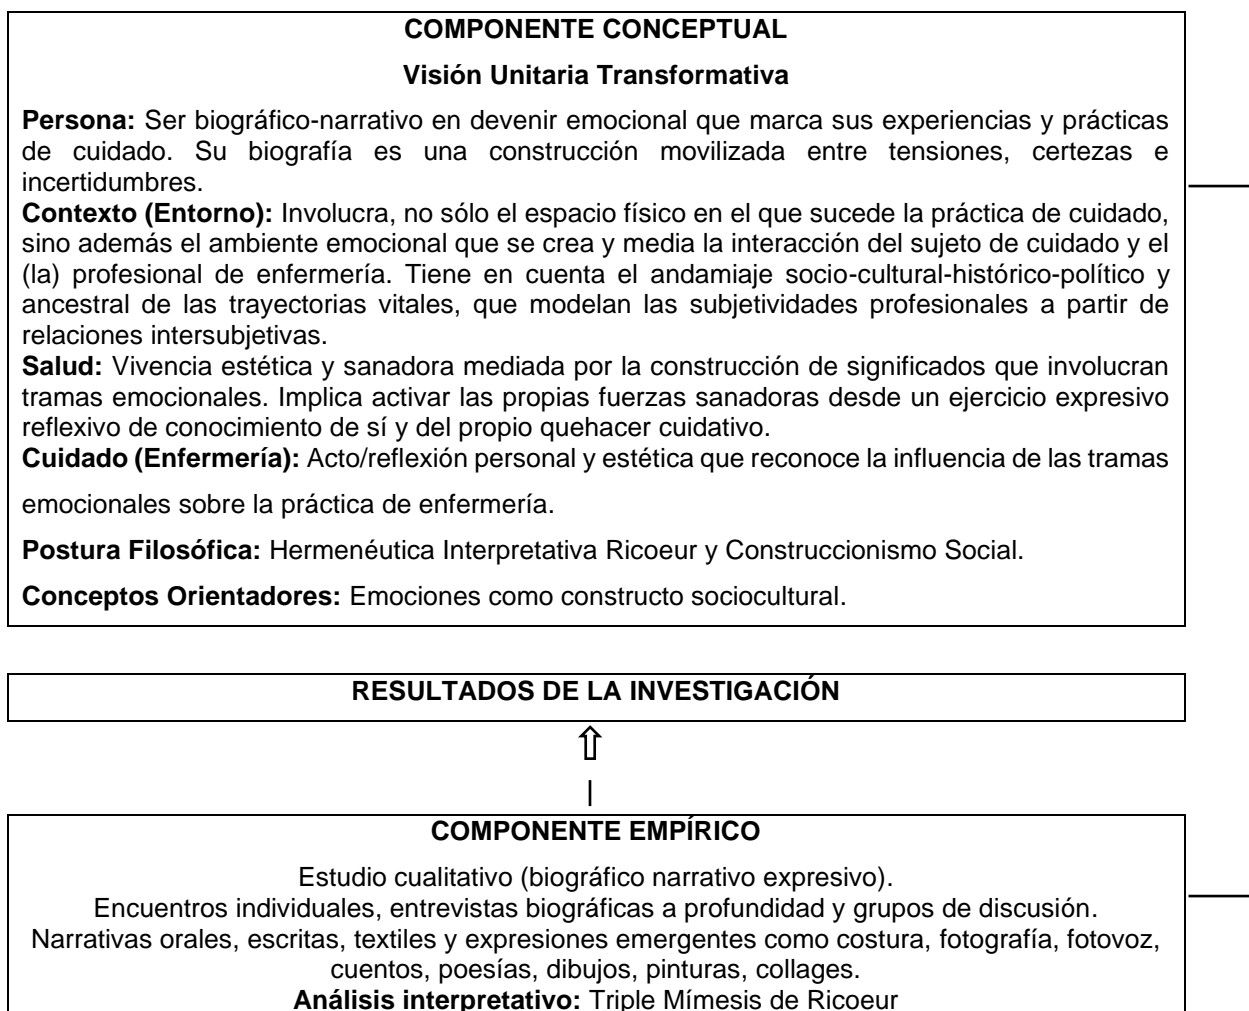 COMPONENTE CONCEPTUAL
Visión Unitaria Transformativa
Persona: Ser biográfico-narrativo en devenir emocional que marca sus experiencias y prácticas
de cuidado. Su biografía es una construcción movilizada entre tensiones, certezas e
incertidumbres.
Contexto (Entorno): Involucra, no sólo el espacio físico en el que sucede la práctica de cuidado,
sino además el ambiente emocional que se crea y media la interacción del sujeto de cuidado y el
(la) profesional de enfermería. Tiene en cuenta el andamiaje socio-cultural-histórico-político y
ancestral de las trayectorias vitales, que modelan las subjetividades profesionales a partir de
relaciones intersubjetivas.
Salud: Vivencia estética y sanadora mediada por la construcción de significados que involucran
tramas emocionales. Implica activar las propias fuerzas sanadoras desde un ejercicio expresivo
reflexivo de conocimiento de sí y del propio quehacer cuidativo.
Cuidado (Enfermería): Acto/reflexión personal y estética que reconoce la influencia de las tramas
emocionales sobre la práctica de enfermería.
Postura Filosófica: Hermenéutica Interpretativa Ricoeur y Construccionismo Social.
Conceptos Orientadores: Emociones como constructo sociocultural.
RESULTADOS DE LA INVESTIGACIÓN
COMPONENTE EMPÍRICO
Estudio cualitativo (biográfico narrativo expresivo).
Encuentros individuales, entrevistas biográficas a profundidad y grupos de discusión.
Narrativas orales, escritas, textiles y expresiones emergentes como costura, fotografía, fotovoz,
cuentos, poesías, dibujos, pinturas, collages.
Análisis interpretativo: Triple Mímesis de Ricoeur